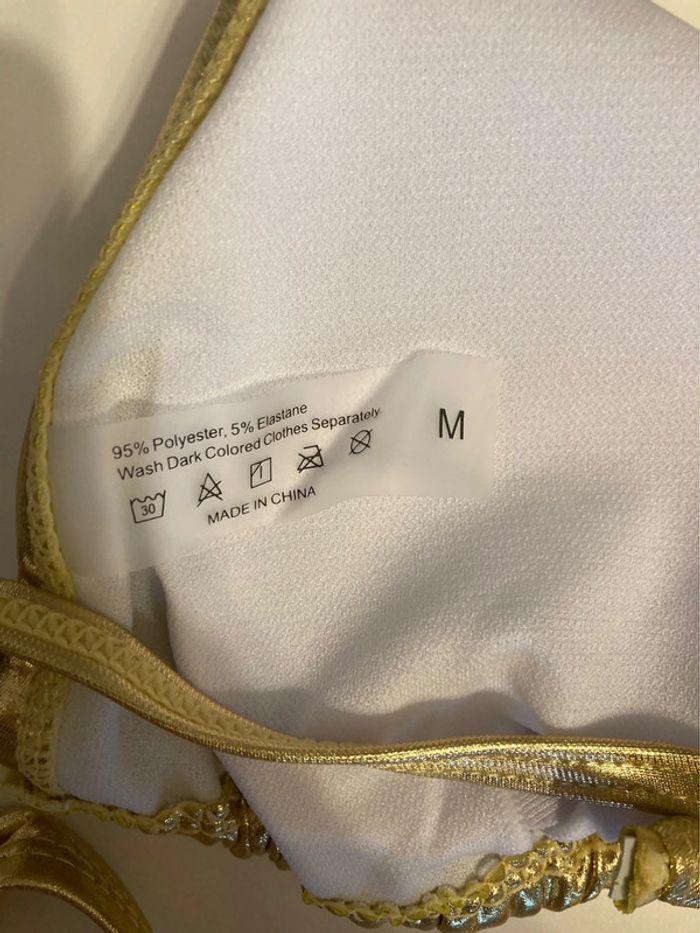 95% Polyester, 5% Elastane
Wash Dark Colored Clothes Separately
30
MADE IN CHINA
M